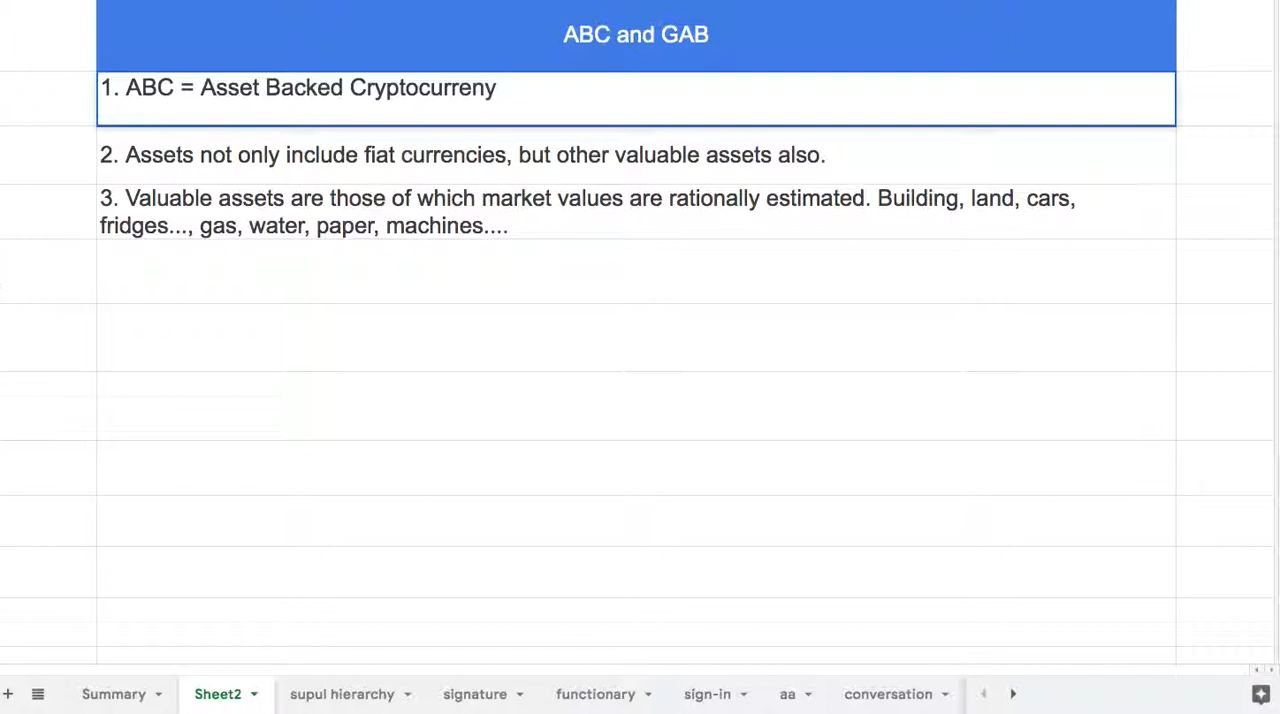 ABC and GAB
1. ABC = Asset Backed Cryptocurreny
2. Assets not only include fiat currencies, but other valuable assets also.
3. Valuable assets are those of which market values are rationally estimated. Building, land, cars,
fridges..., gas, water, paper, machines....
+ Summary Sheet2 supul hierarchy signature functionary sign-in aa conversation